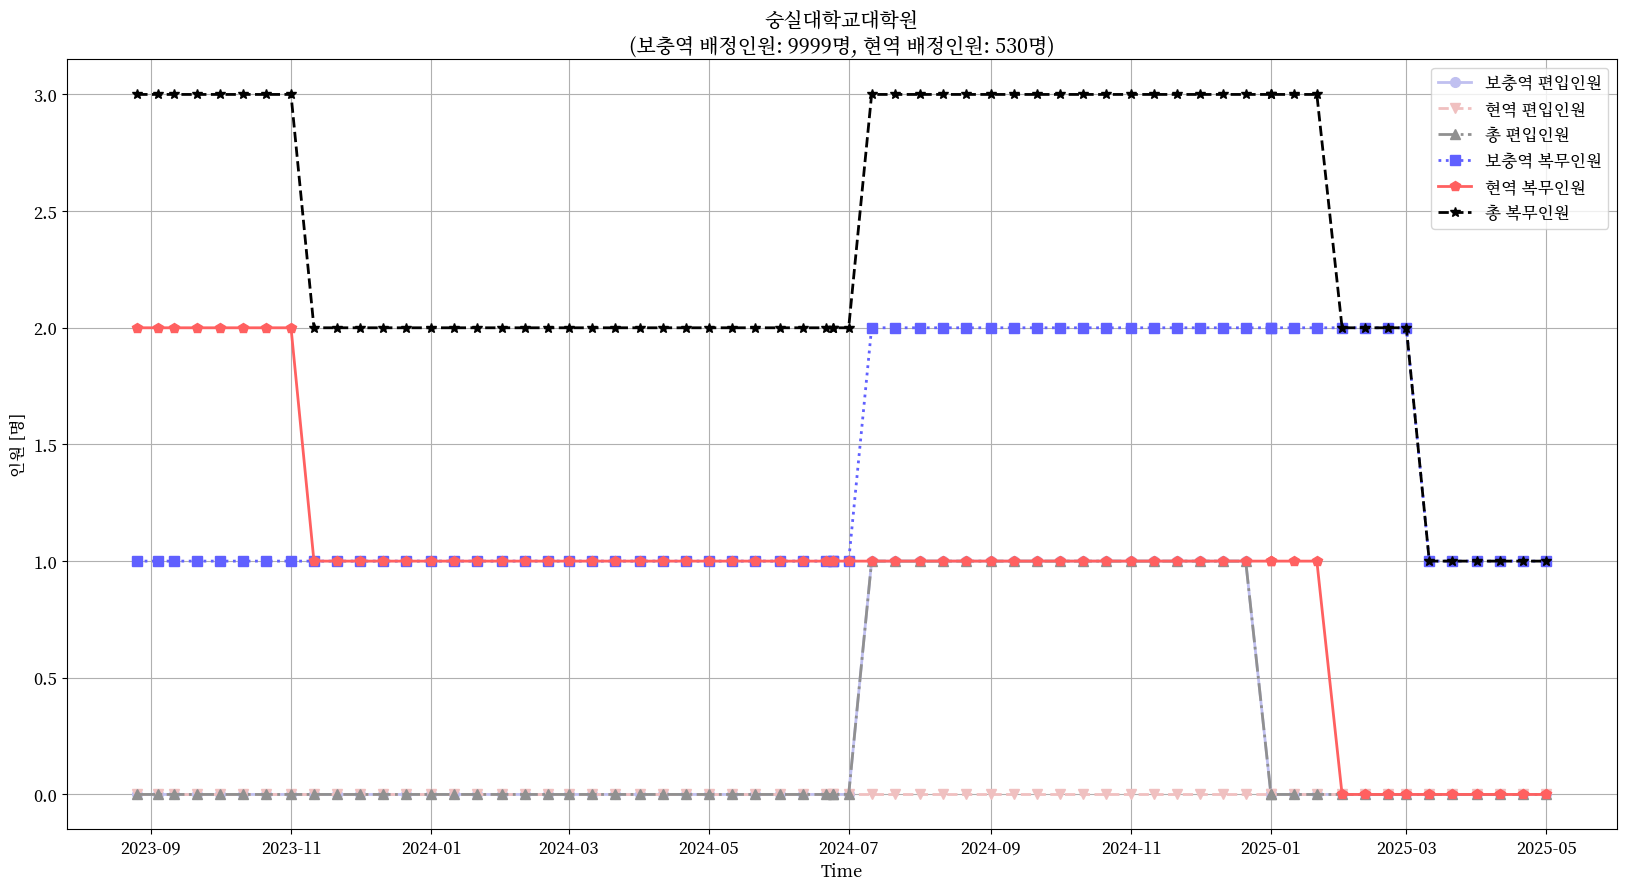 숭실대학교대학원
(보충역 배정인원: 9999명, 현역 배정인원: 530명)
보충역 편입인원
현역 편입인원
총 편입인원
보충역 복무인원
현역 복무인원
총 복무인원
3.0
2.5
2.0
1.5
1.0
0.5
0.0
인원 [명]
2023-09 2023-11 2024-01 2024-03 2024-05 2024-07 2024-09 2024-11 2025-01 2025-03 2025-05
Time